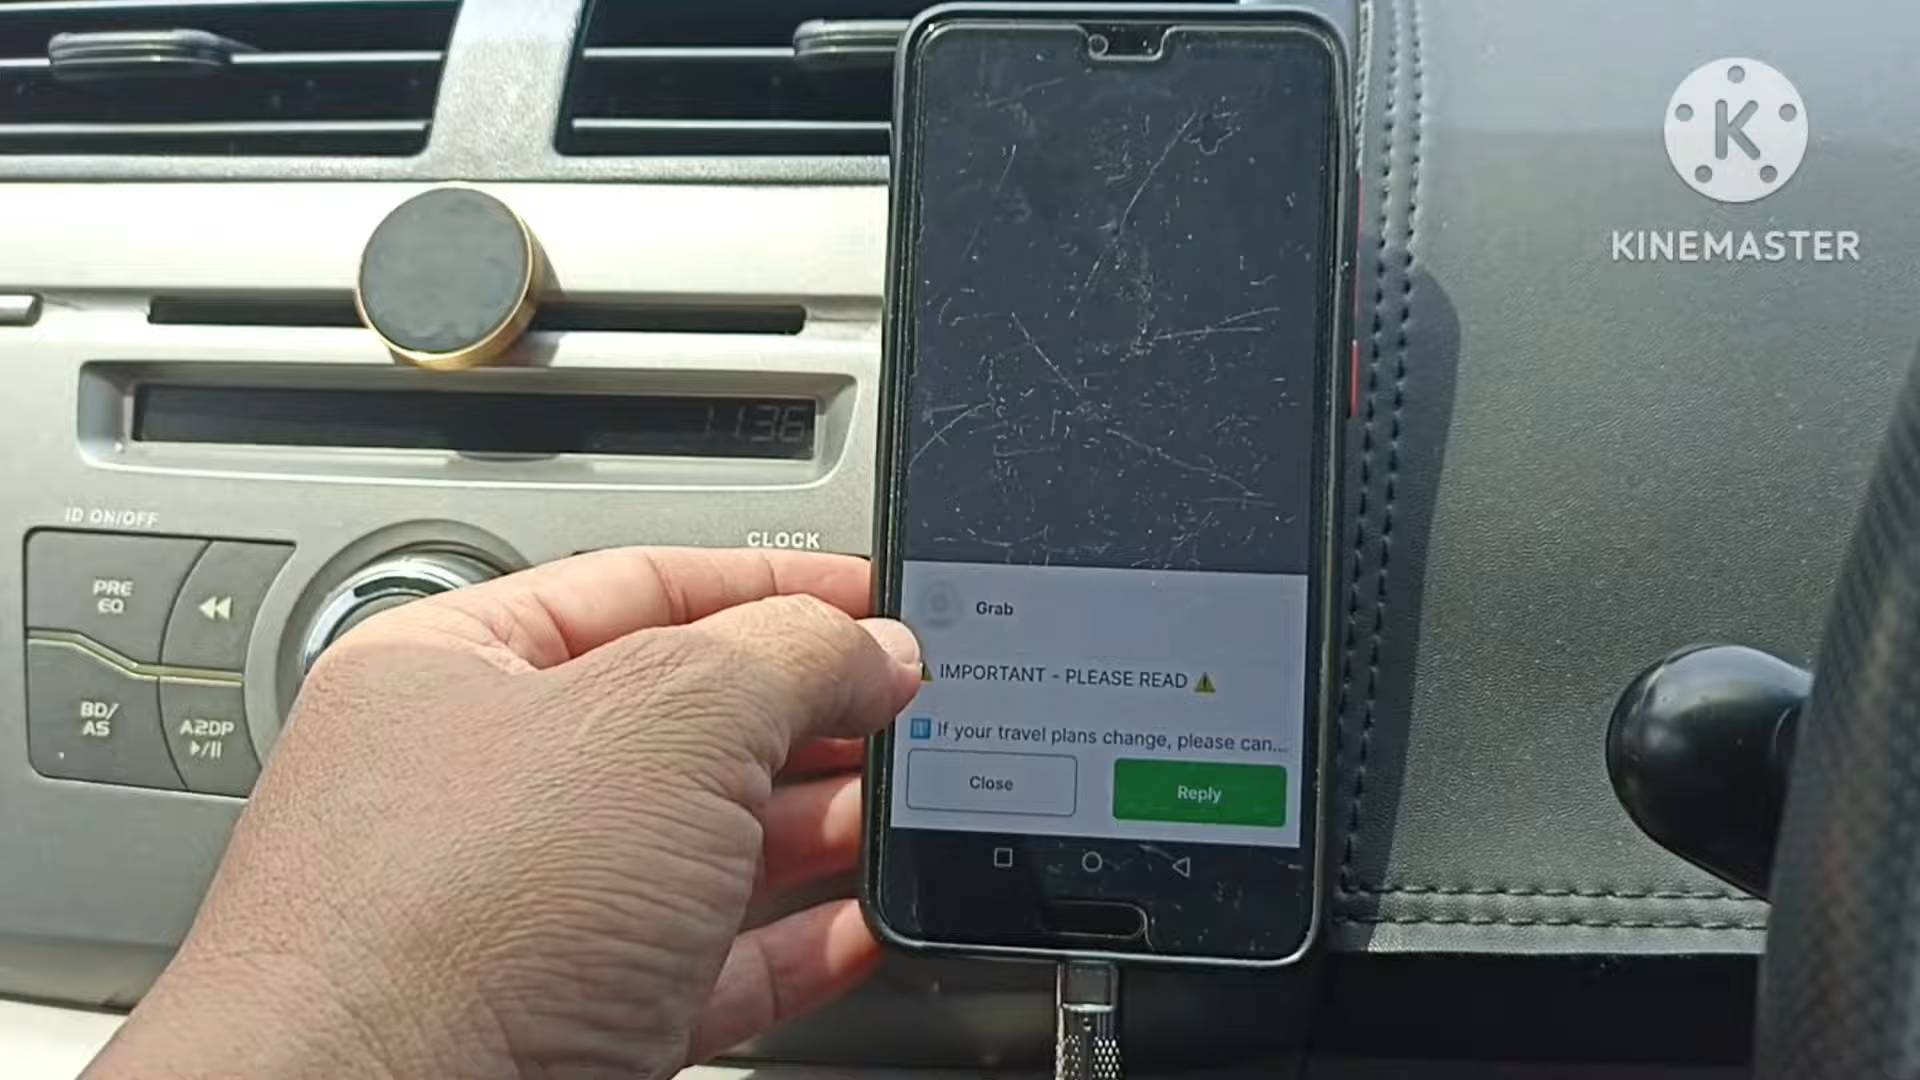 K
KINEMASTER
1136
ID ON/OFF
CLOCK
PRE
EQ
BD/
AS
A2DP
Grab
⚠ IMPORTANT - PLEASE READ ⚠
If your travel plans change, please can...
Close
Reply